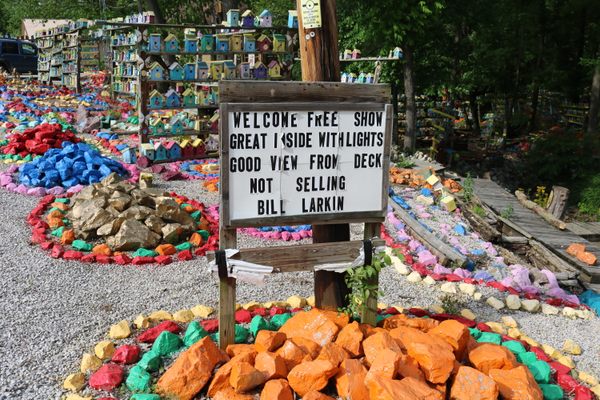 WELCOME FREE SHOW
GREAT INSIDE WITH LIGHTS
GOOD VIEW FROM DECK
NOT SELLING
BILL LARKIN